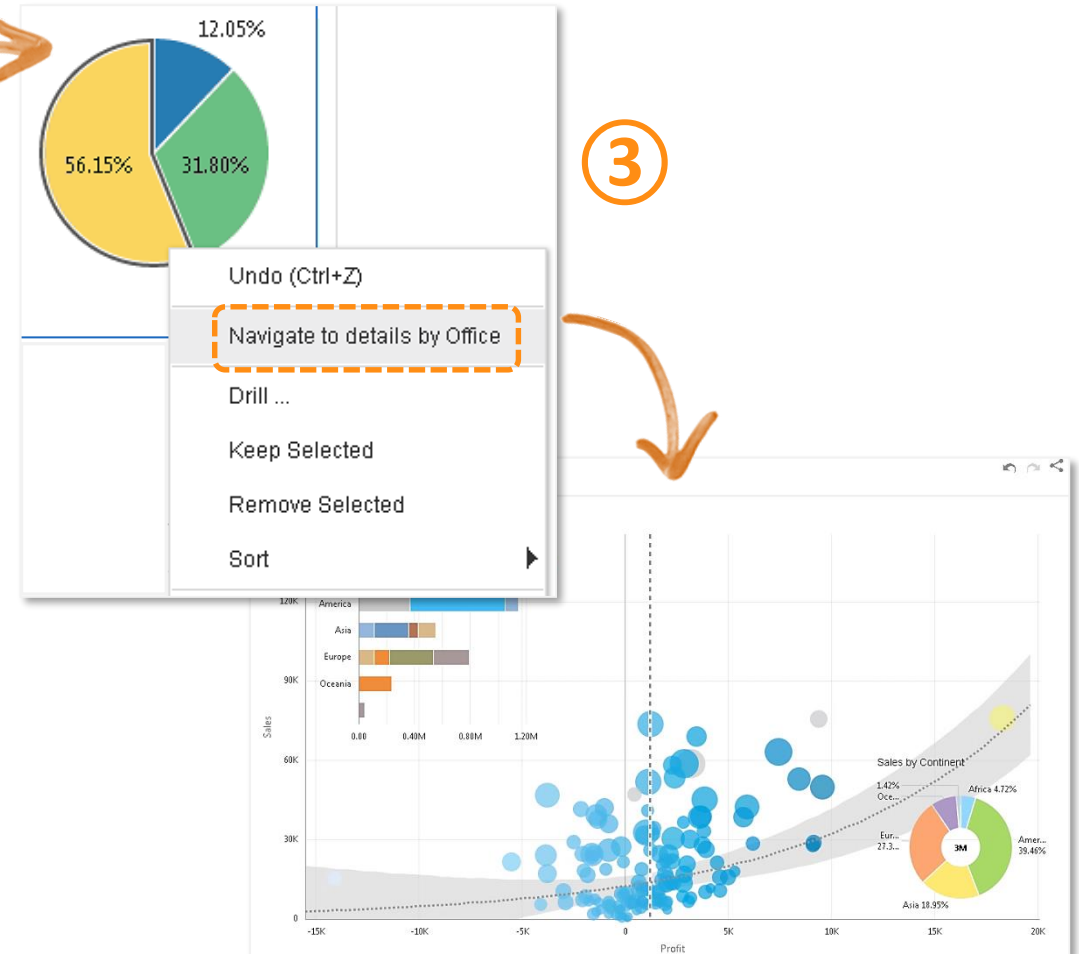 12.05%
56.15%
31.80%
3
Undo (Ctrl+Z)
Navigate to details by Office
Drill ...
Keep Selected
Remove Selected
Sort
120K
America
Asia
Europe
90K
Oceania
Sales
0.00
0.40M
0.80M
1.20M
60K
Sales by Continent
1.42%
Oce...
Africa 4.72%
Eur...
27.3...
3M
Amer...
39.46%
Asia 18.95%
30K
0
-15K
-10K
-5K
0
5K
10K
15K
20K
Profit